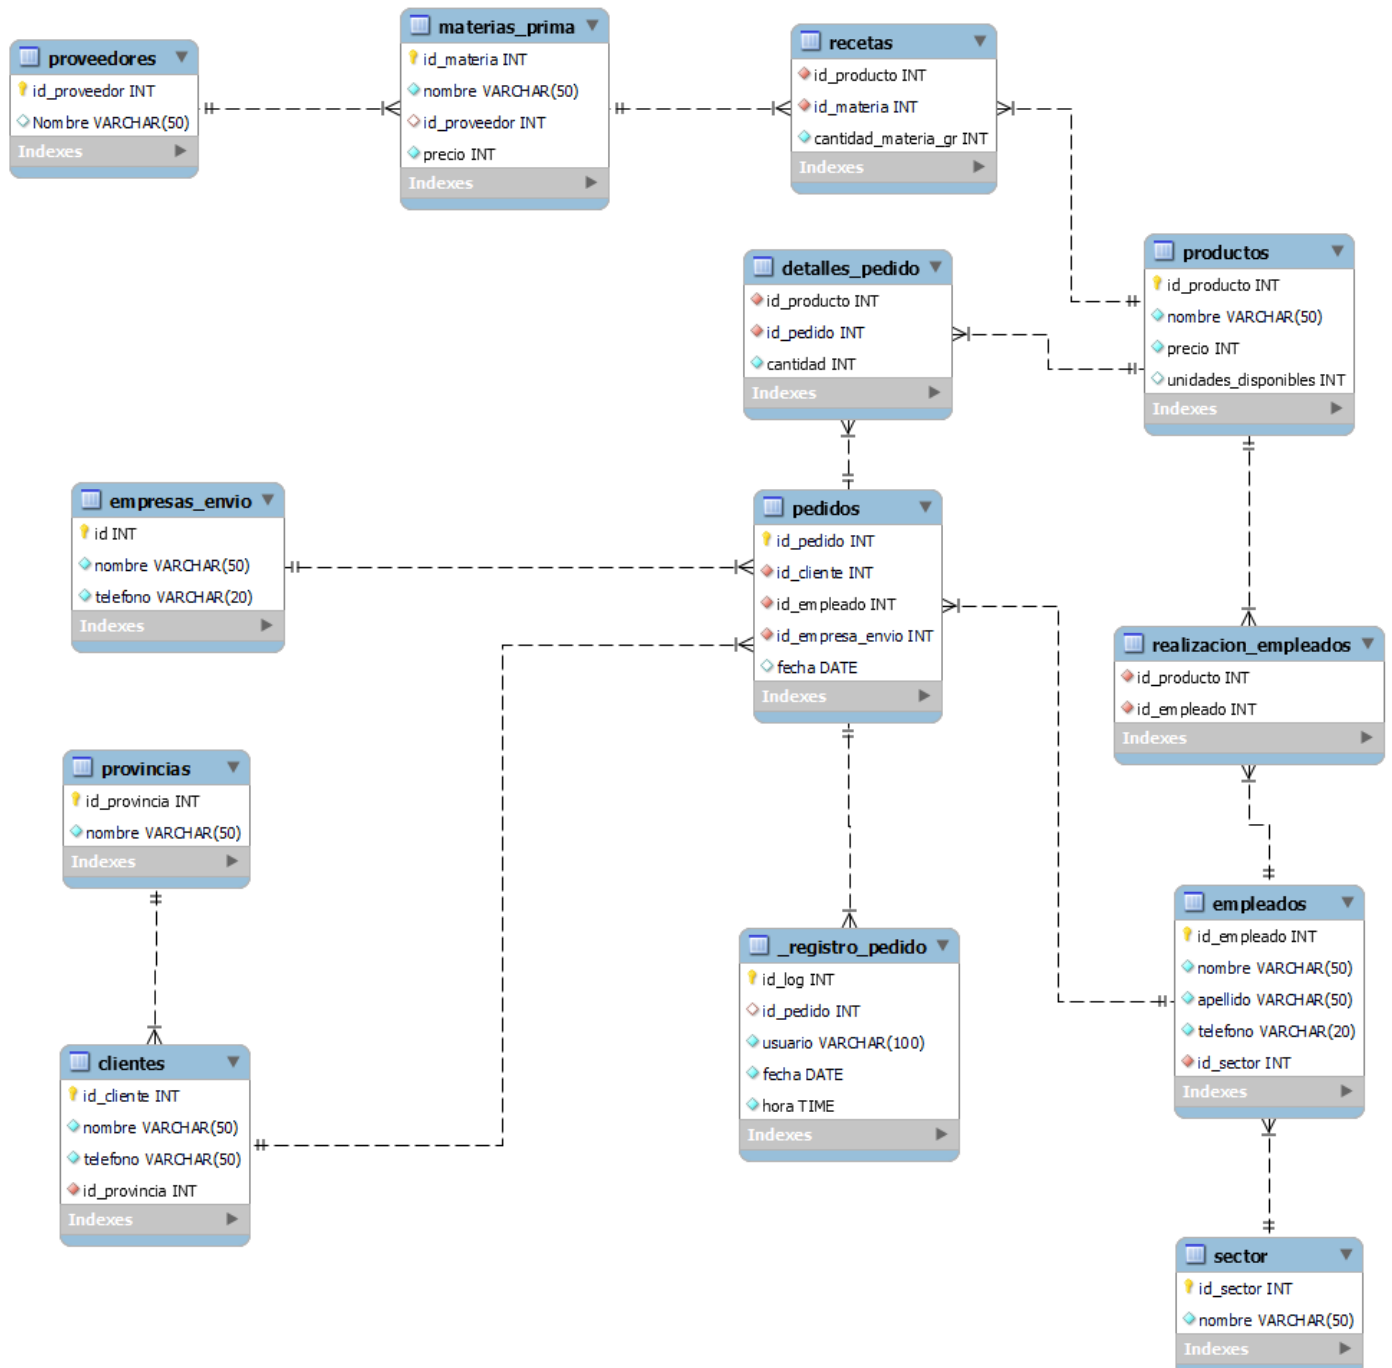 proveedores
id_proveedor INT
Nombre VARCHAR(50)
Indexes
materias_prima
id_materia INT
nombre VARCHAR(50)
id_proveedor INT
precio INT
Indexes
recetas
id_producto INT
id_materia INT
cantidad_materia_gr INT
Indexes
productos
id_producto INT
nombre VARCHAR(50)
precio INT
unidades_disponibles INT
Indexes
detalles_pedido
id_producto INT
id_pedido INT
cantidad INT
Indexes
empresas_envio
id INT
nombre VARCHAR(50)
telefono VARCHAR(20)
Indexes
pedidos
id_pedido INT
id_cliente INT
id_empleado INT
id_empresa_envio INT
fecha DATE
Indexes
realizacion_empleados
id_producto INT
id_empleado INT
Indexes
provincias
id_provincia INT
nombre VARCHAR(50)
Indexes
_registro_pedido
id_log INT
id_pedido INT
usuario VARCHAR(100)
fecha DATE
hora TIME
Indexes
empleados
id_empleado INT
nombre VARCHAR(50)
apellido VARCHAR(50)
telefono VARCHAR(20)
id_sector INT
Indexes
clientes
id_cliente INT
nombre VARCHAR(50)
telefono VARCHAR(50)
id_provincia INT
Indexes
sector
id_sector INT
nombre VARCHAR(50)
Indexes